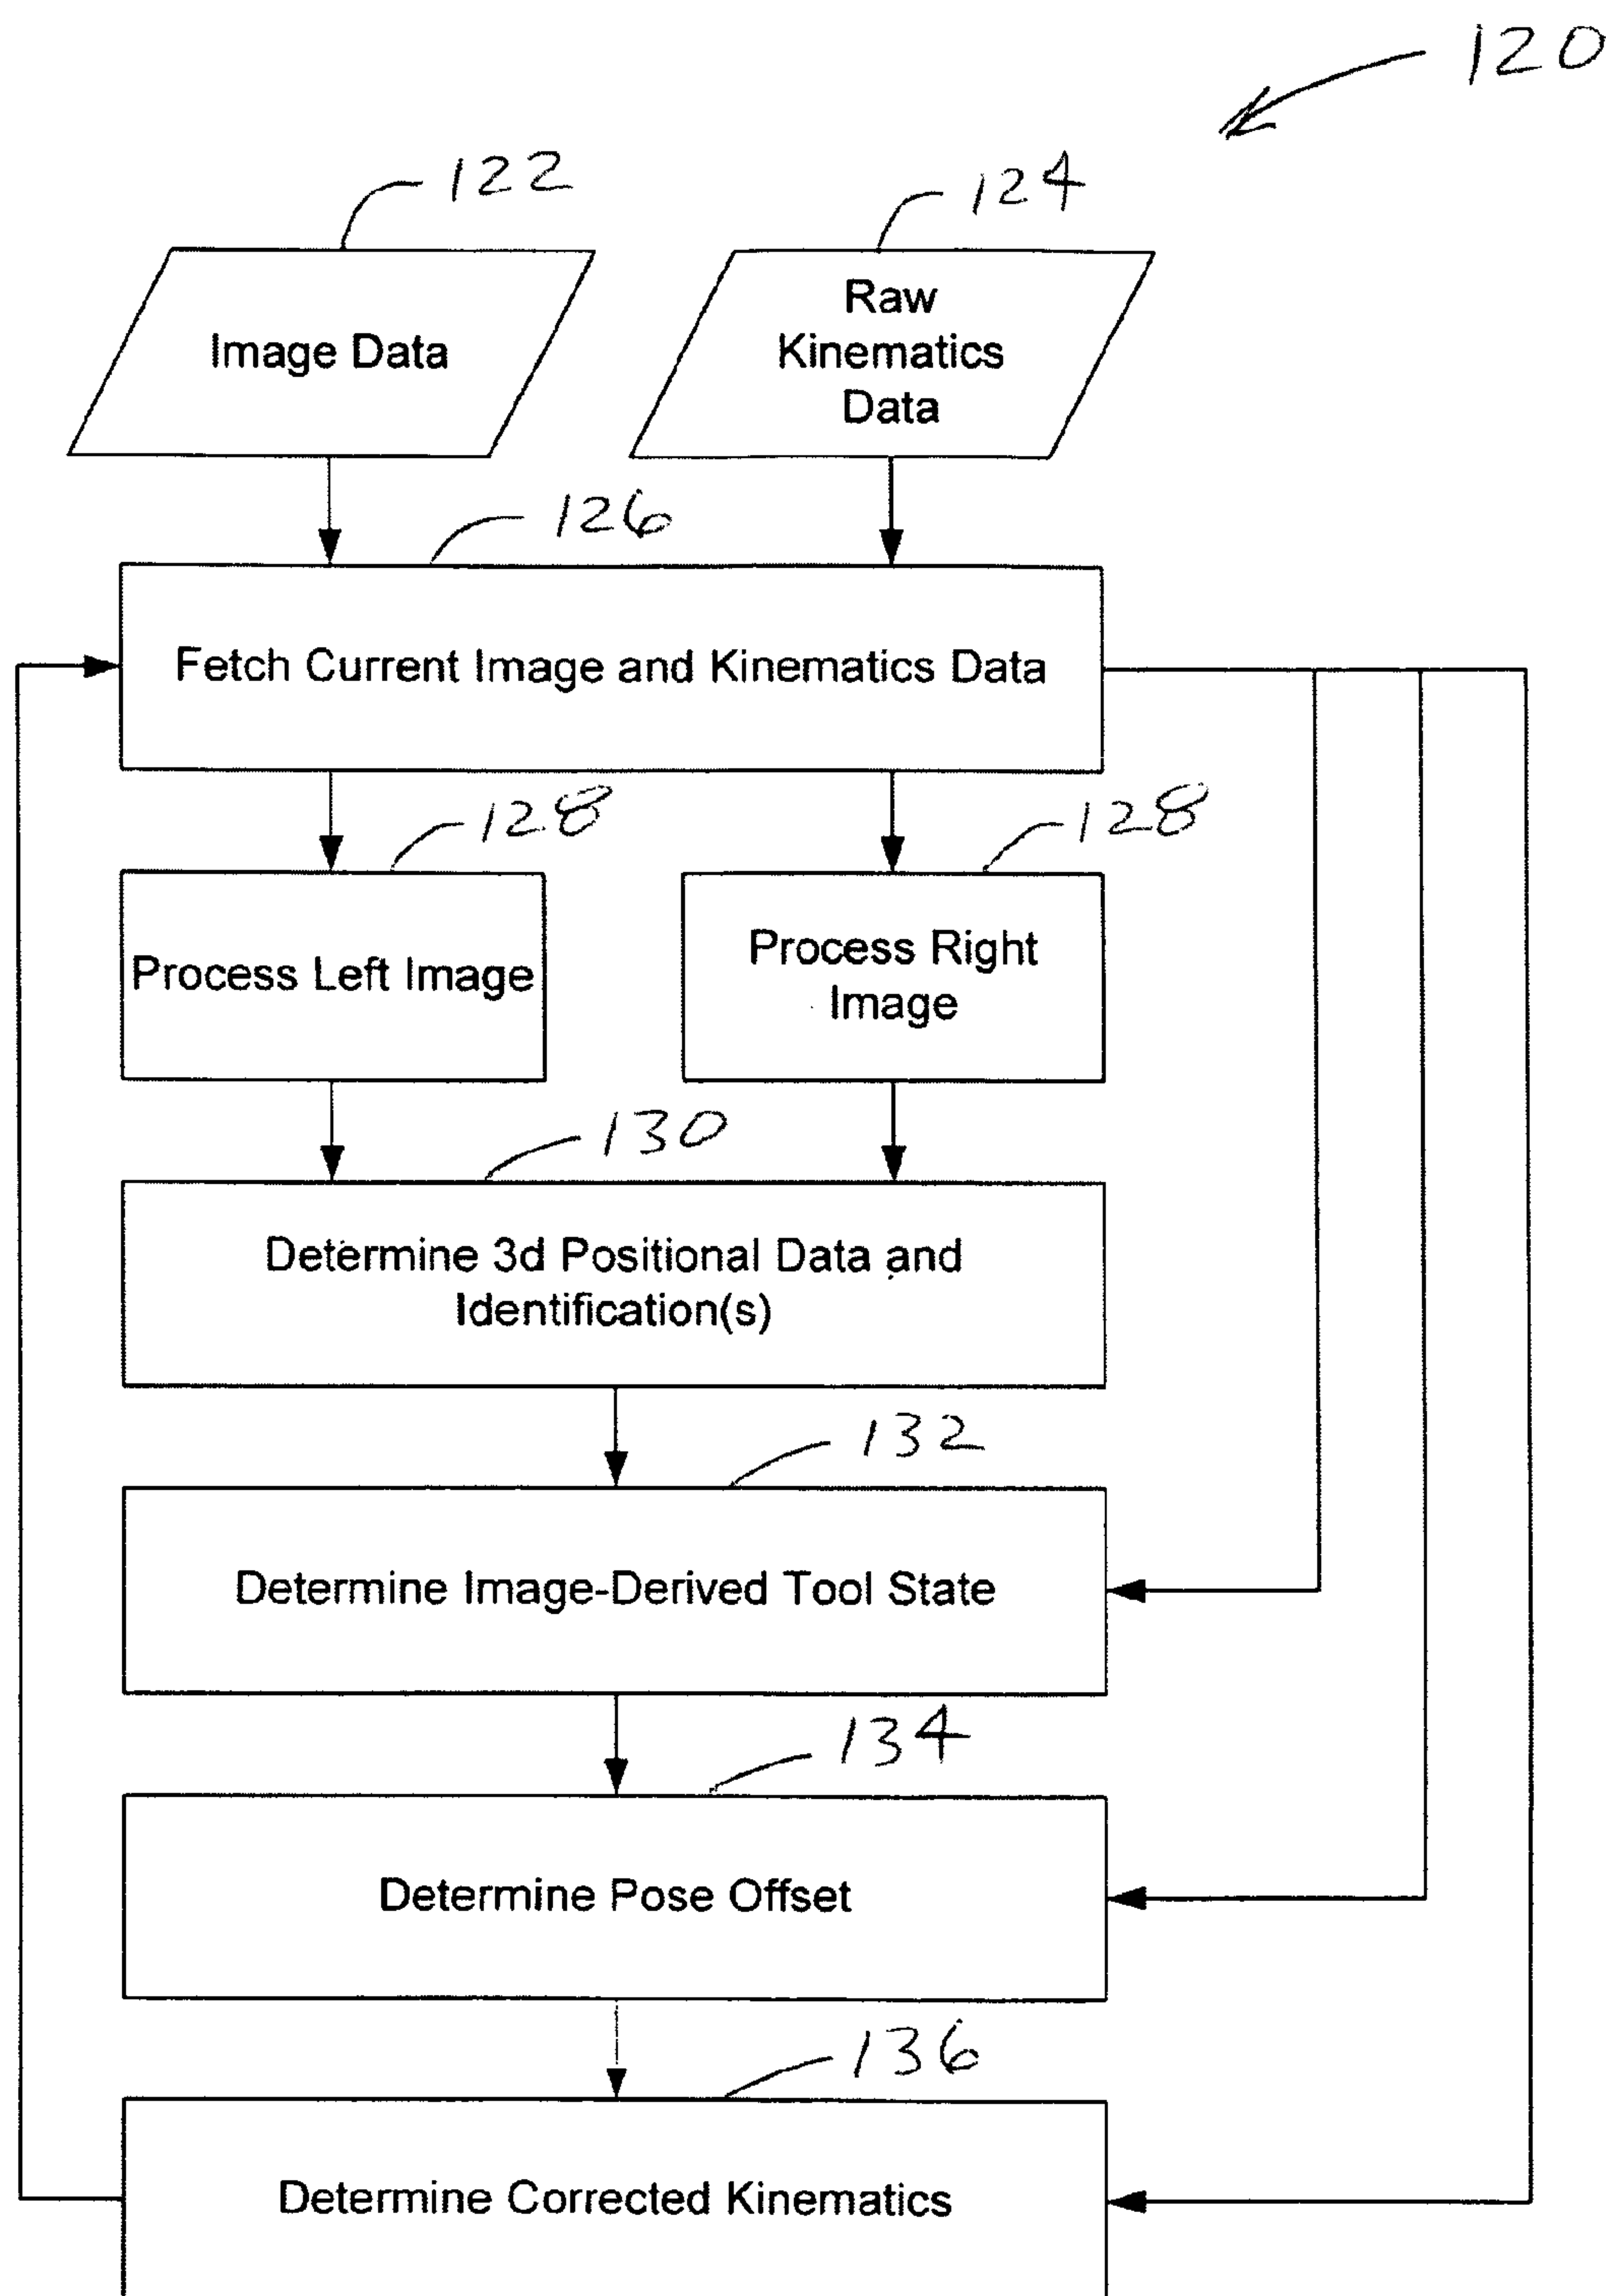 120
122
124
Image Data
Raw
Kinematics
Data
126
Fetch Current Image and Kinematics Data
128
128
Process Left Image
Process Right
Image
130
Determine 3d Positional Data and
Identification(s)
132
Determine Image-Derived Tool State
134
Determine Pose Offset
136
Determine Corrected Kinematics